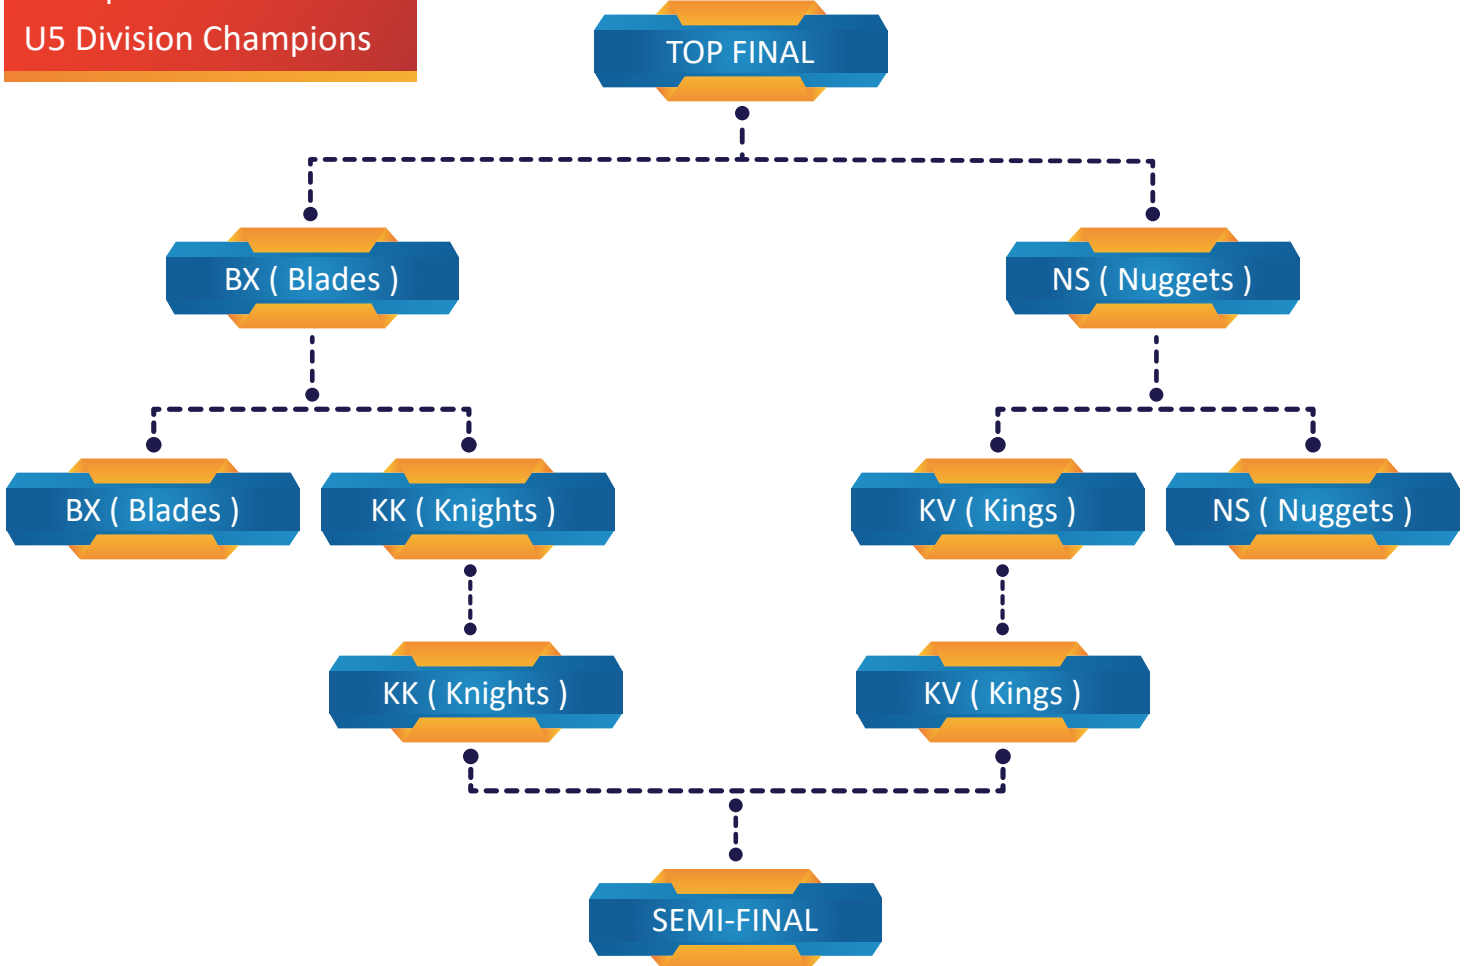 U5 Division Champions
TOP FINAL
BX ( Blades )
NS ( Nuggets )
BX ( Blades )
KK ( Knights )
KV ( Kings )
NS ( Nuggets )
KK ( Knights )
KV ( Kings )
SEMI-FINAL